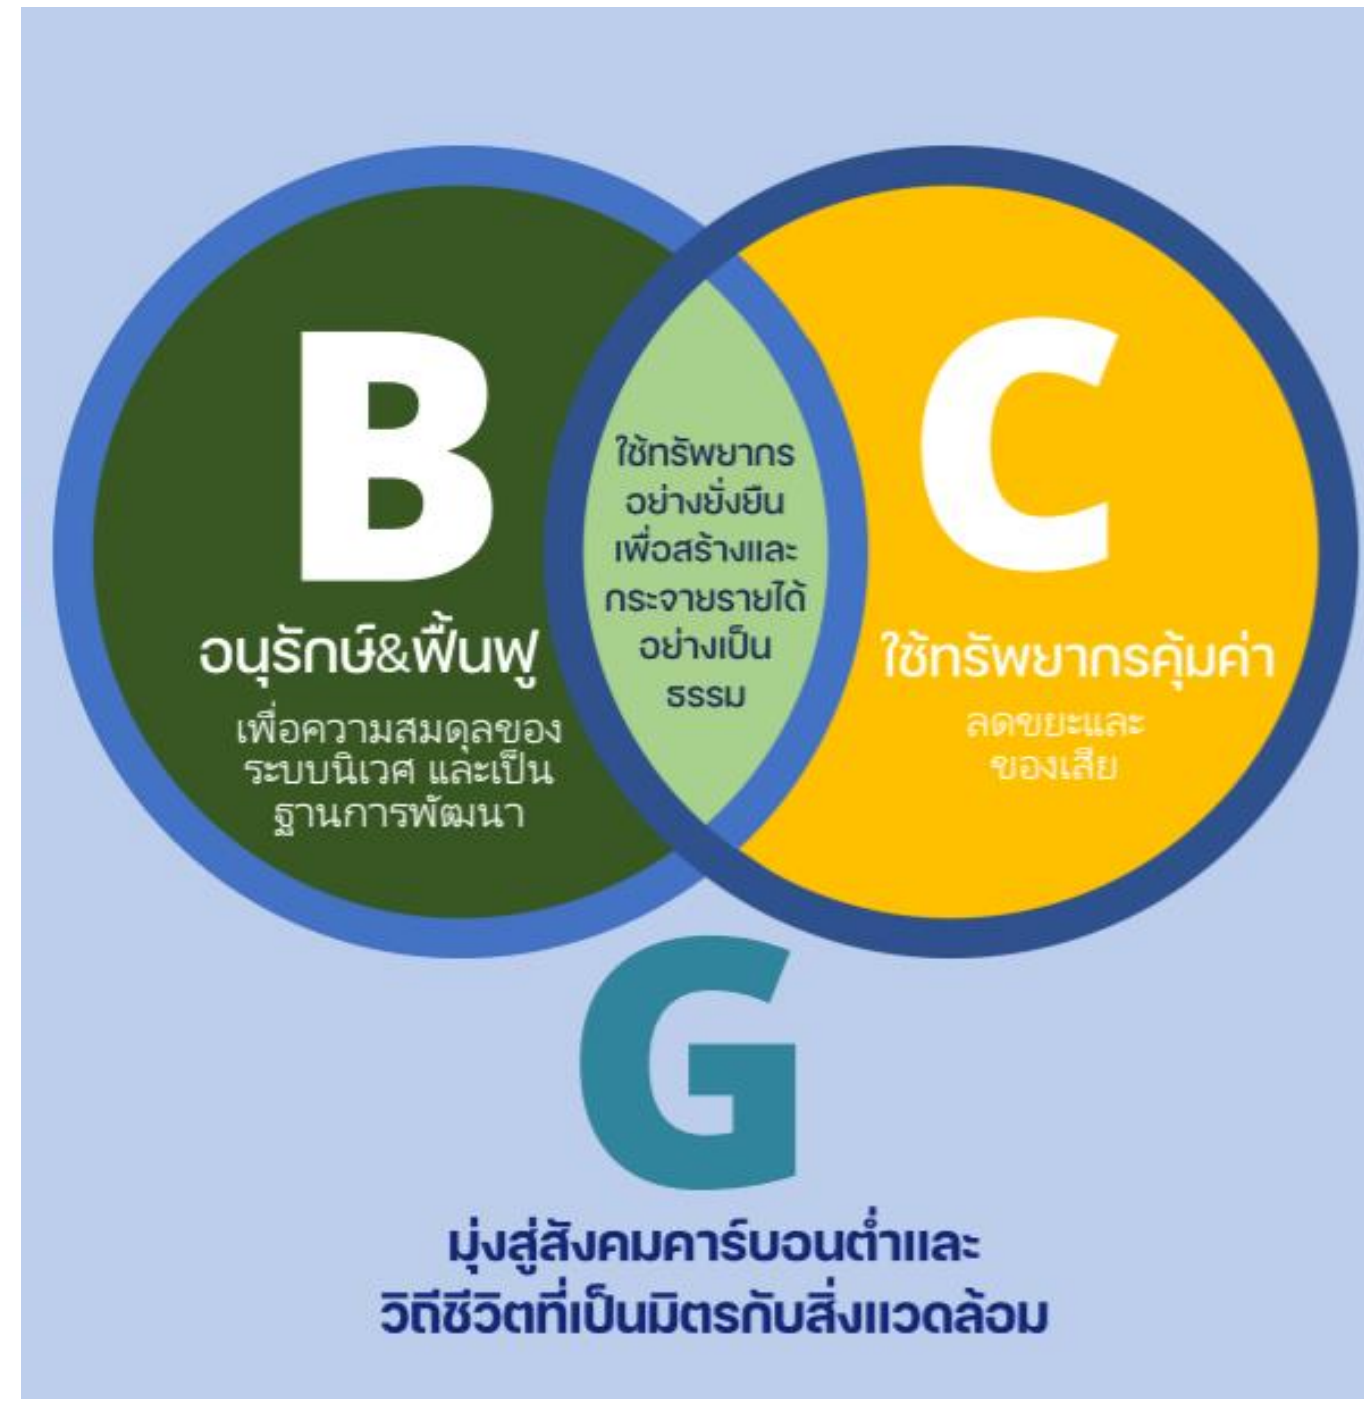 B
อนุรักษ์&ฟื้นฟู
เพื่อความสมดุลของ
ระบบนิเวศ และเป็น
ฐานการพัฒนา
ใช้ทรัพยากร
อย่างยั่งยืน
เพื่อสร้างและ
กระจายรายได้
อย่างเป็น
ธรรม
C
ใช้ทรัพยากรคุ้มค่า
ลดขยะและ
ของเสีย
G
มุ่งสู่สังคมคาร์บอนต่ำและ
วิถีชีวิตที่เป็นมิตรกับสิ่งแวดล้อม